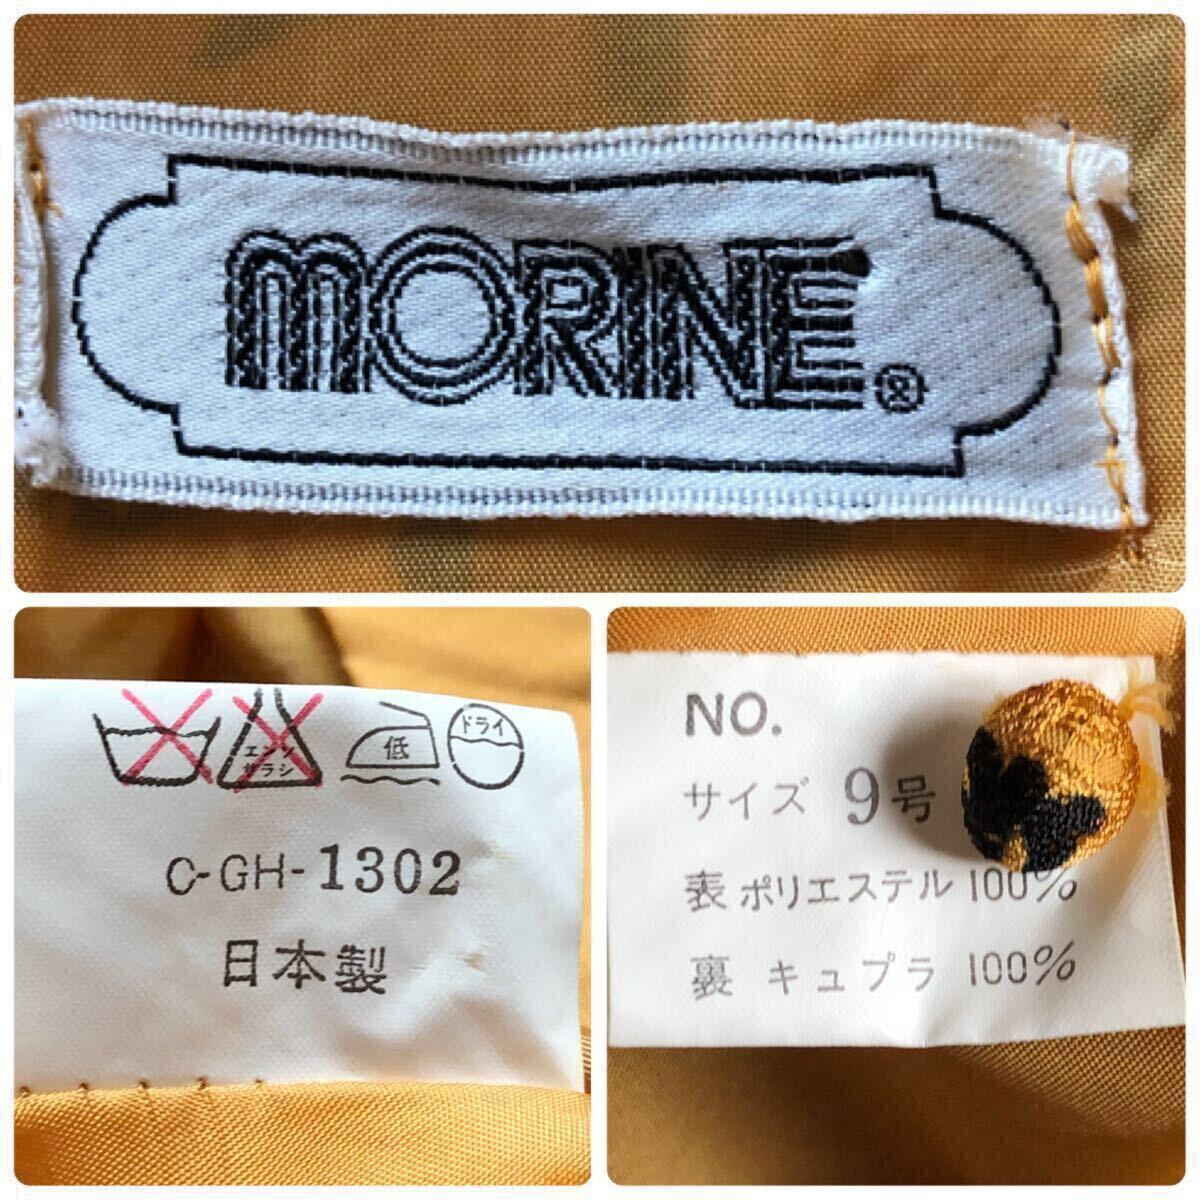 MORINE®
エンソ
サラシ
低
ドライ
C-GH-1302
日本製
NO.
サイズ 9号
表 ポリエステル 100%
裏 キュプラ 100%